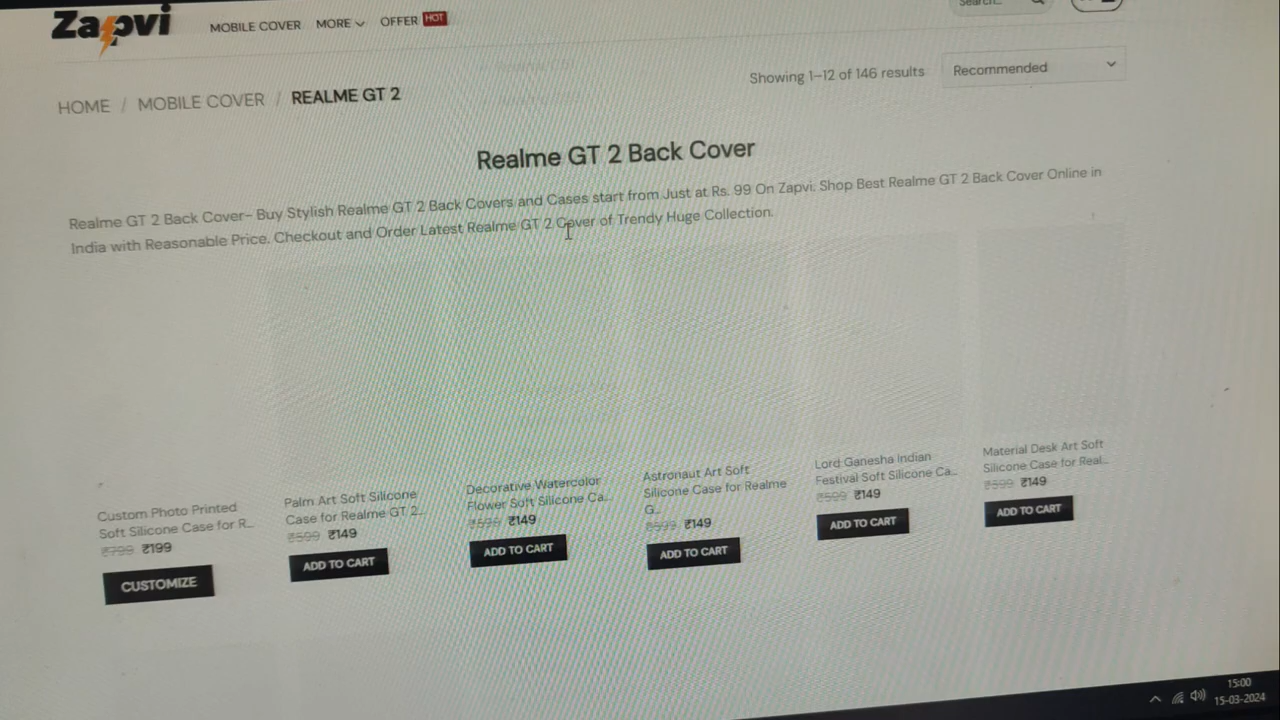 Zapvi
MOBILE COVER MORE OFFER HOT
Search...
Showing 1–12 of 146 results
Recommended
HOME / MOBILE COVER / REALME GT 2
Realme GT 2 Back Cover
Realme GT 2 Back Cover- Buy Stylish Realme GT 2 Back Covers and Cases start from Just at Rs. 99 On Zapvi. Shop Best Realme GT 2 Back Cover Online in
India with Reasonable Price. Checkout and Order Latest Realme GT 2 Cover of Trendy Huge Collection.
Custom Photo Printed
Soft Silicone Case for R...
₹799 ₹199
CUSTOMIZE
Palm Art Soft Silicone
Case for Realme GT 2...
₹599 ₹149
ADD TO CART
Decorative Watercolor
Flower Soft Silicone Ca...
₹599 ₹149
ADD TO CART
Astronaut Art Soft
Silicone Case for Realme
G...
₹599 ₹149
ADD TO CART
Lord Ganesha Indian
Festival Soft Silicone Ca...
₹599 ₹149
ADD TO CART
Material Desk Art Soft
Silicone Case for Real...
₹599 ₹149
ADD TO CART
15:00
15-03-2024